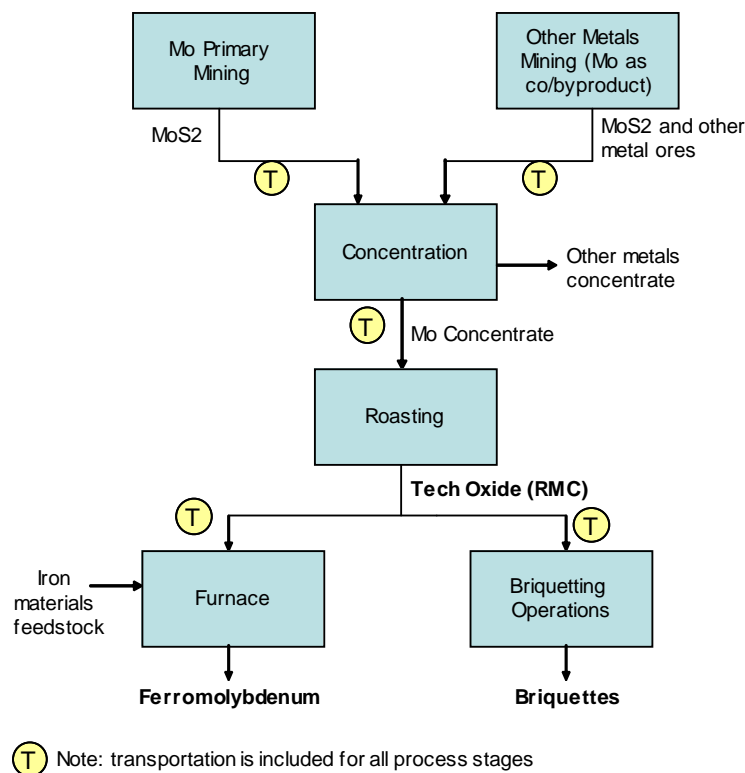 Mo Primary
Mining
Other Metals
Mining (Mo as
co/byproduct)
MoS2
MoS2 and other
metal ores
T
T
Concentration
Other metals
concentrate
T
Mo Concentrate
Roasting
Tech Oxide (RMC)
T
T
Iron
materials
feedstock
Furnace
Briquetting
Operations
Ferromolybdenum
Briquettes
T Note: transportation is included for all process stages